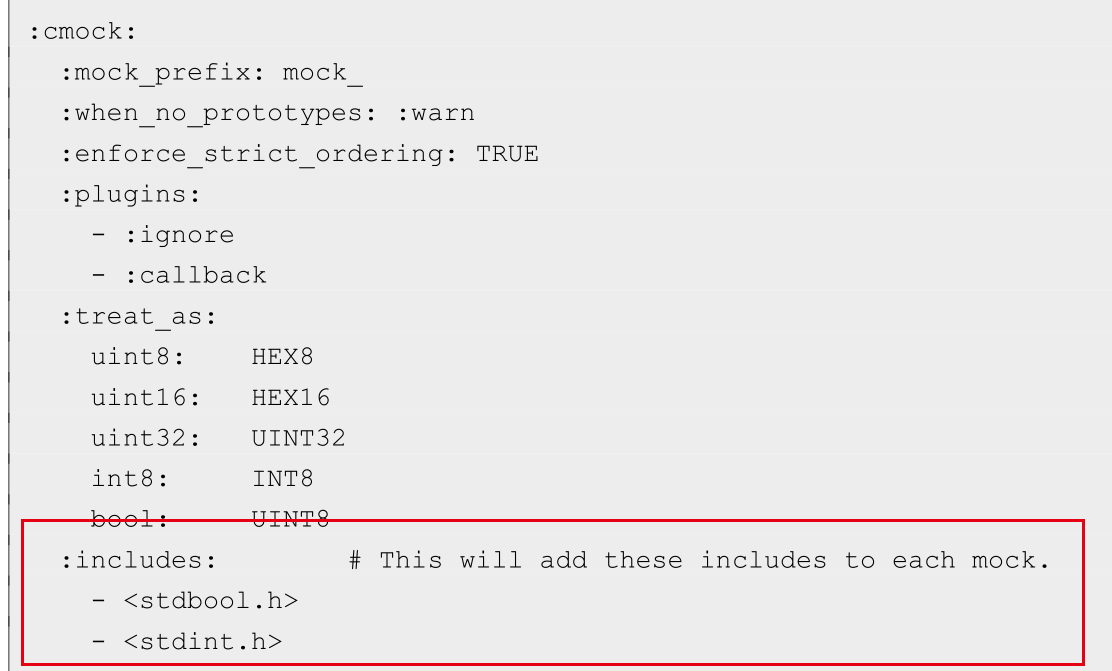 :cmock:
:mock_prefix: mock_
:when_no_prototypes: :warn
:enforce_strict_ordering: TRUE
:plugins:
- :ignore
- :callback
:treat_as:
uint8: HEX8
uint16: HEX16
uint32: UINT32
int8: INT8
bool: UINT8
:includes: # This will add these includes to each mock.
- <stdbool.h>
- <stdint.h>